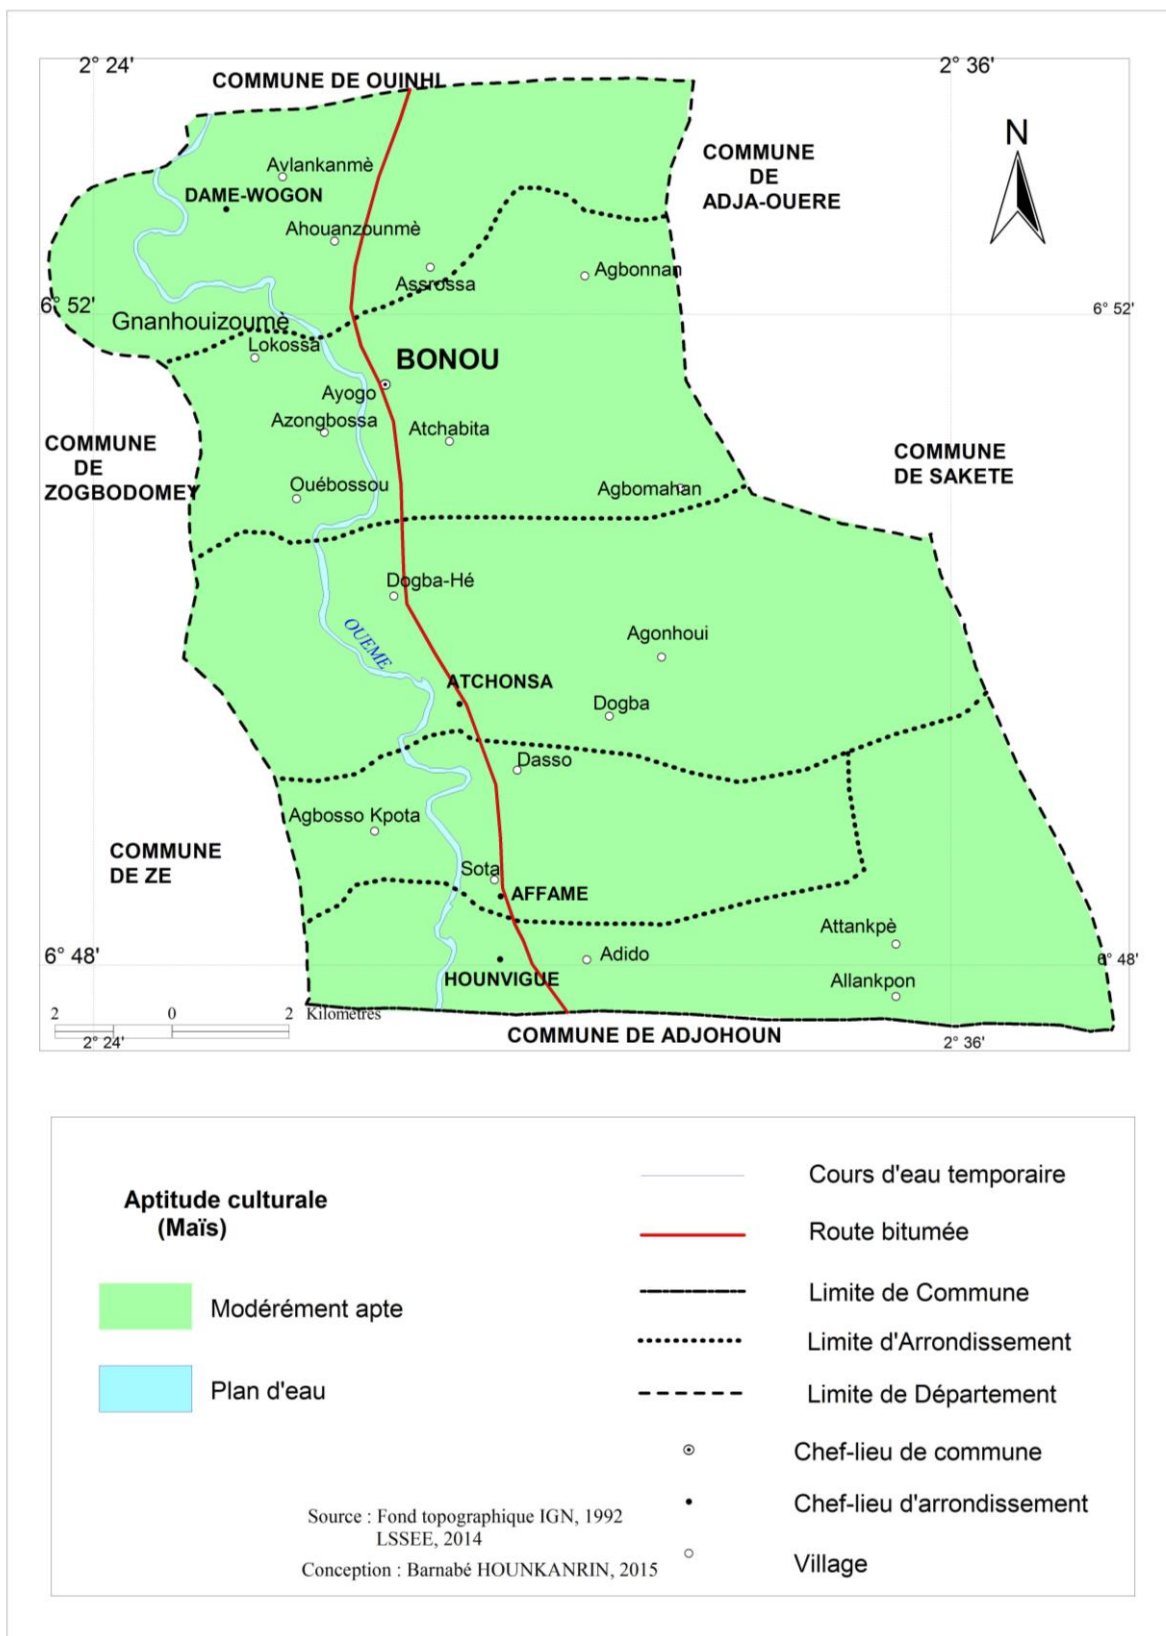 2° 24'
2° 36'
COMMUNE DE OUINHI
N
COMMUNE
DE
ADJA-OUERE
Avlankanmè
DAME-WOGON
Ahouanzounmè
Assrossa
Agbonnan
6° 52'
6° 52'
Gnanhouizoumè
Lokossa
BONOU
Ayogo
Azongbossa
Atchabita
COMMUNE
DE
ZOGBODOMEY
COMMUNE
DE SAKETE
Ouébossou
Agbomahan
Dogba-Hé
OUEME
Agonhoui
ATCHONSA
Dogba
Dasso
Agbosso Kpota
COMMUNE
DE ZE
Sota
AFFAME
Attankpè
6° 48'
6° 48'
Adido
HOUNVIGUE
Allankpon
2 0 2 Kilometres
COMMUNE DE ADJOHOUN
2° 24'
2° 36'
Aptitude culturale
(Maïs)
Modérément apte
Plan d'eau
Cours d'eau temporaire
Route bitumée
Limite de Commune
Limite d'Arrondissement
Limite de Département
Chef-lieu de commune
Chef-lieu d'arrondissement
Village
Source : Fond topographique IGN, 1992
LSSEE, 2014
Conception : Barnabé HOUNKANRIN, 2015